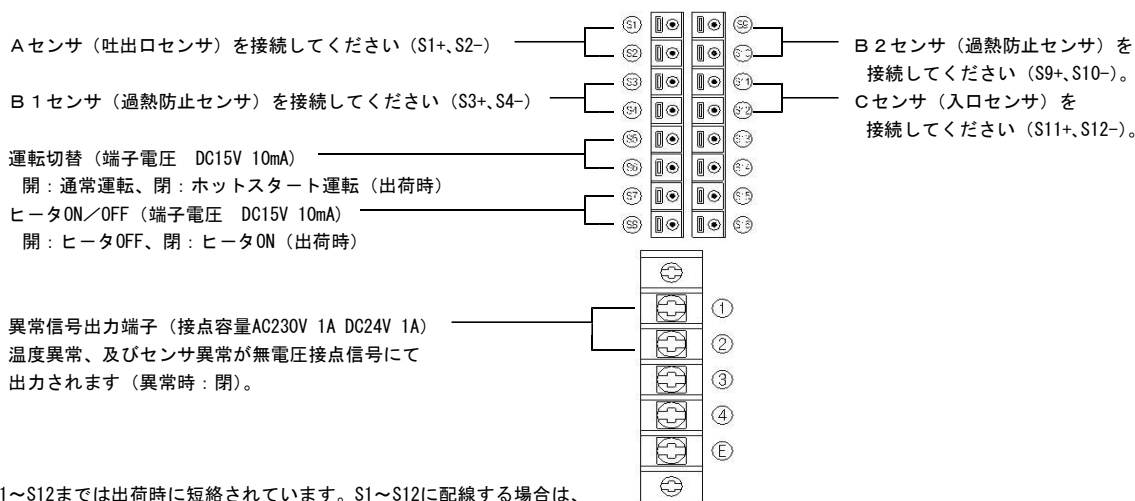 Aセンサ（吐出口センサ）を接続してください（S1+､S2-）
B１センサ（過熱防止センサ）を接続してください（S3+､S4-）
運転切替（端子電圧　DC15V 10mA）
開：通常運転、閉：ホットスタート運転（出荷時）
ヒータON／OFF（端子電圧　DC15V 10mA）
開：ヒータOFF、閉：ヒータON（出荷時）
S1
S2
S3
S4
S5
S6
S7
S8
S9
S10
S11
S12
S13
S14
S15
S16
B２センサ（過熱防止センサ）を
接続してください（S9+､S10-）。
Cセンサ（入口センサ）を
接続してください（S11+､S12-）。
異常信号出力端子（接点容量AC230V 1A DC24V 1A）
温度異常、及びセンサ異常が無電圧接点信号にて
出力されます（異常時：閉）。
①
②
③
④
Ⓔ
1～S12までは出荷時に短絡されています。S1～S12に配線する場合は、